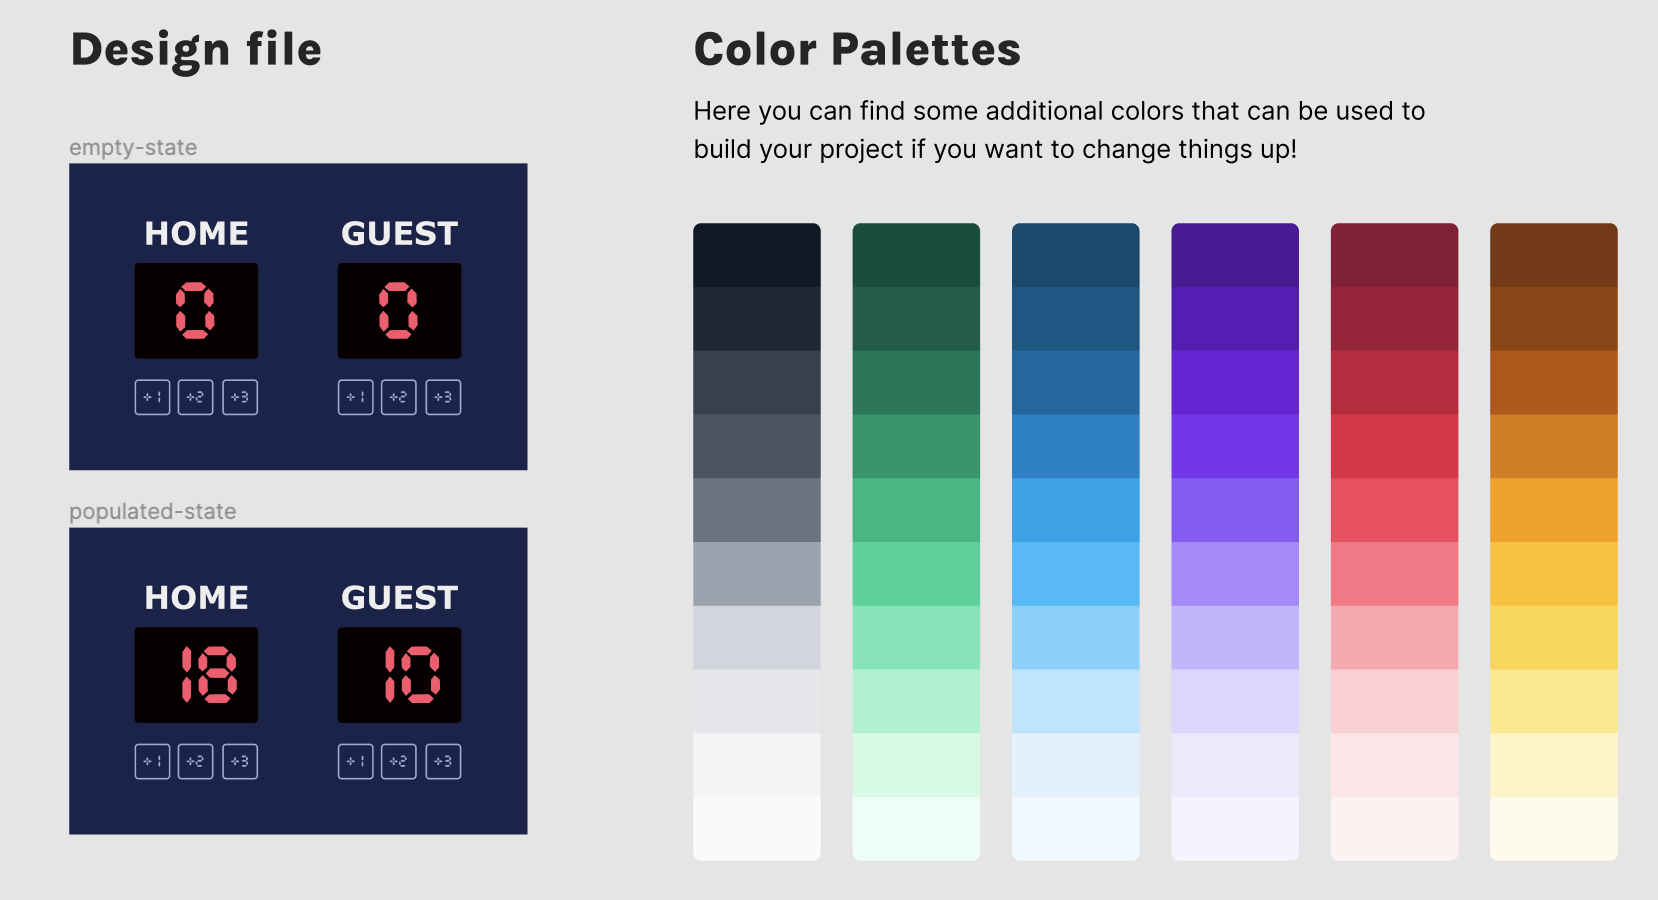 Design file
empty-state
HOME GUEST
0 0
+1 +2 +3 +1 +2 +3
populated-state
HOME GUEST
18 10
+1 +2 +3 +1 +2 +3
Color Palettes
Here you can find some additional colors that can be used to
build your project if you want to change things up!